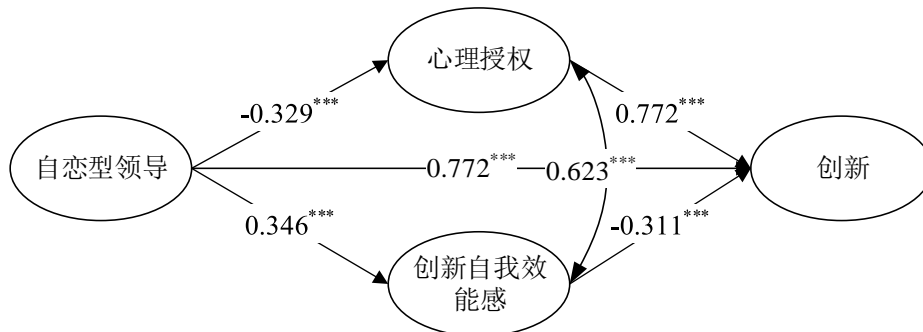 心理授权
-0.329***
0.772***
自恋型领导
0.772***
0.623***
创新
0.346***
-0.311***
创新自我效
能感